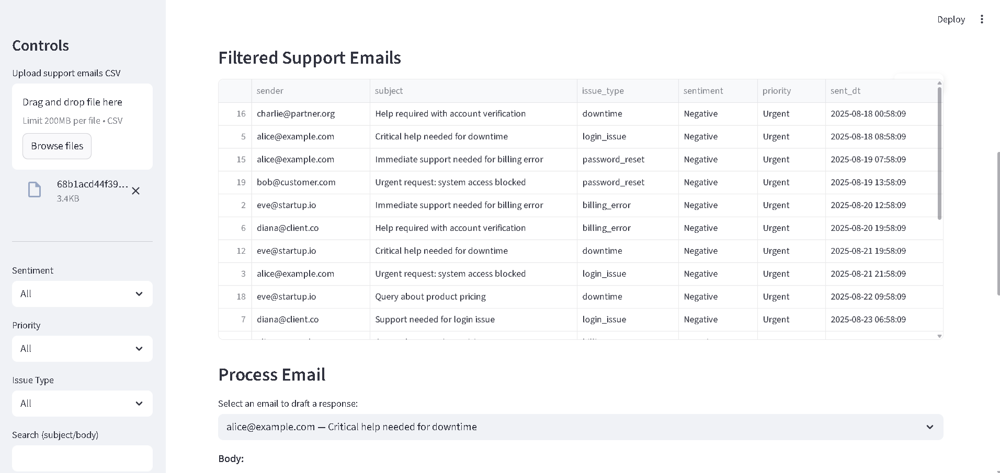 Deploy
Controls
Upload support emails CSV
Drag and drop file here
Limit 200MB per file • CSV
Browse files
68b1acd44f39...
3.4KB
Sentiment
All
Priority
All
Issue Type
All
Search (subject/body)
Filtered Support Emails
sender subject issue_type sentiment priority sent_dt
16 charlie@partner.org Help required with account verification downtime Negative Urgent 2025-08-18 00:58:09
5 alice@example.com Critical help needed for downtime login_issue Negative Urgent 2025-08-18 08:58:09
15 alice@example.com Immediate support needed for billing error password_reset Negative Urgent 2025-08-19 07:58:09
19 bob@customer.com Urgent request: system access blocked password_reset Negative Urgent 2025-08-19 13:58:09
2 eve@startup.io Immediate support needed for billing error billing_error Negative Urgent 2025-08-20 12:58:09
6 diana@client.co Help required with account verification billing_error Negative Urgent 2025-08-20 19:58:09
12 eve@startup.io Critical help needed for downtime downtime Negative Urgent 2025-08-21 19:58:09
3 alice@example.com Urgent request: system access blocked login_issue Negative Urgent 2025-08-21 21:58:09
18 eve@startup.io Query about product pricing downtime Negative Urgent 2025-08-22 09:58:09
7 diana@client.co Support needed for login issue login_issue Negative Urgent 2025-08-23 06:58:09
Process Email
Select an email to draft a response:
alice@example.com — Critical help needed for downtime
Body: